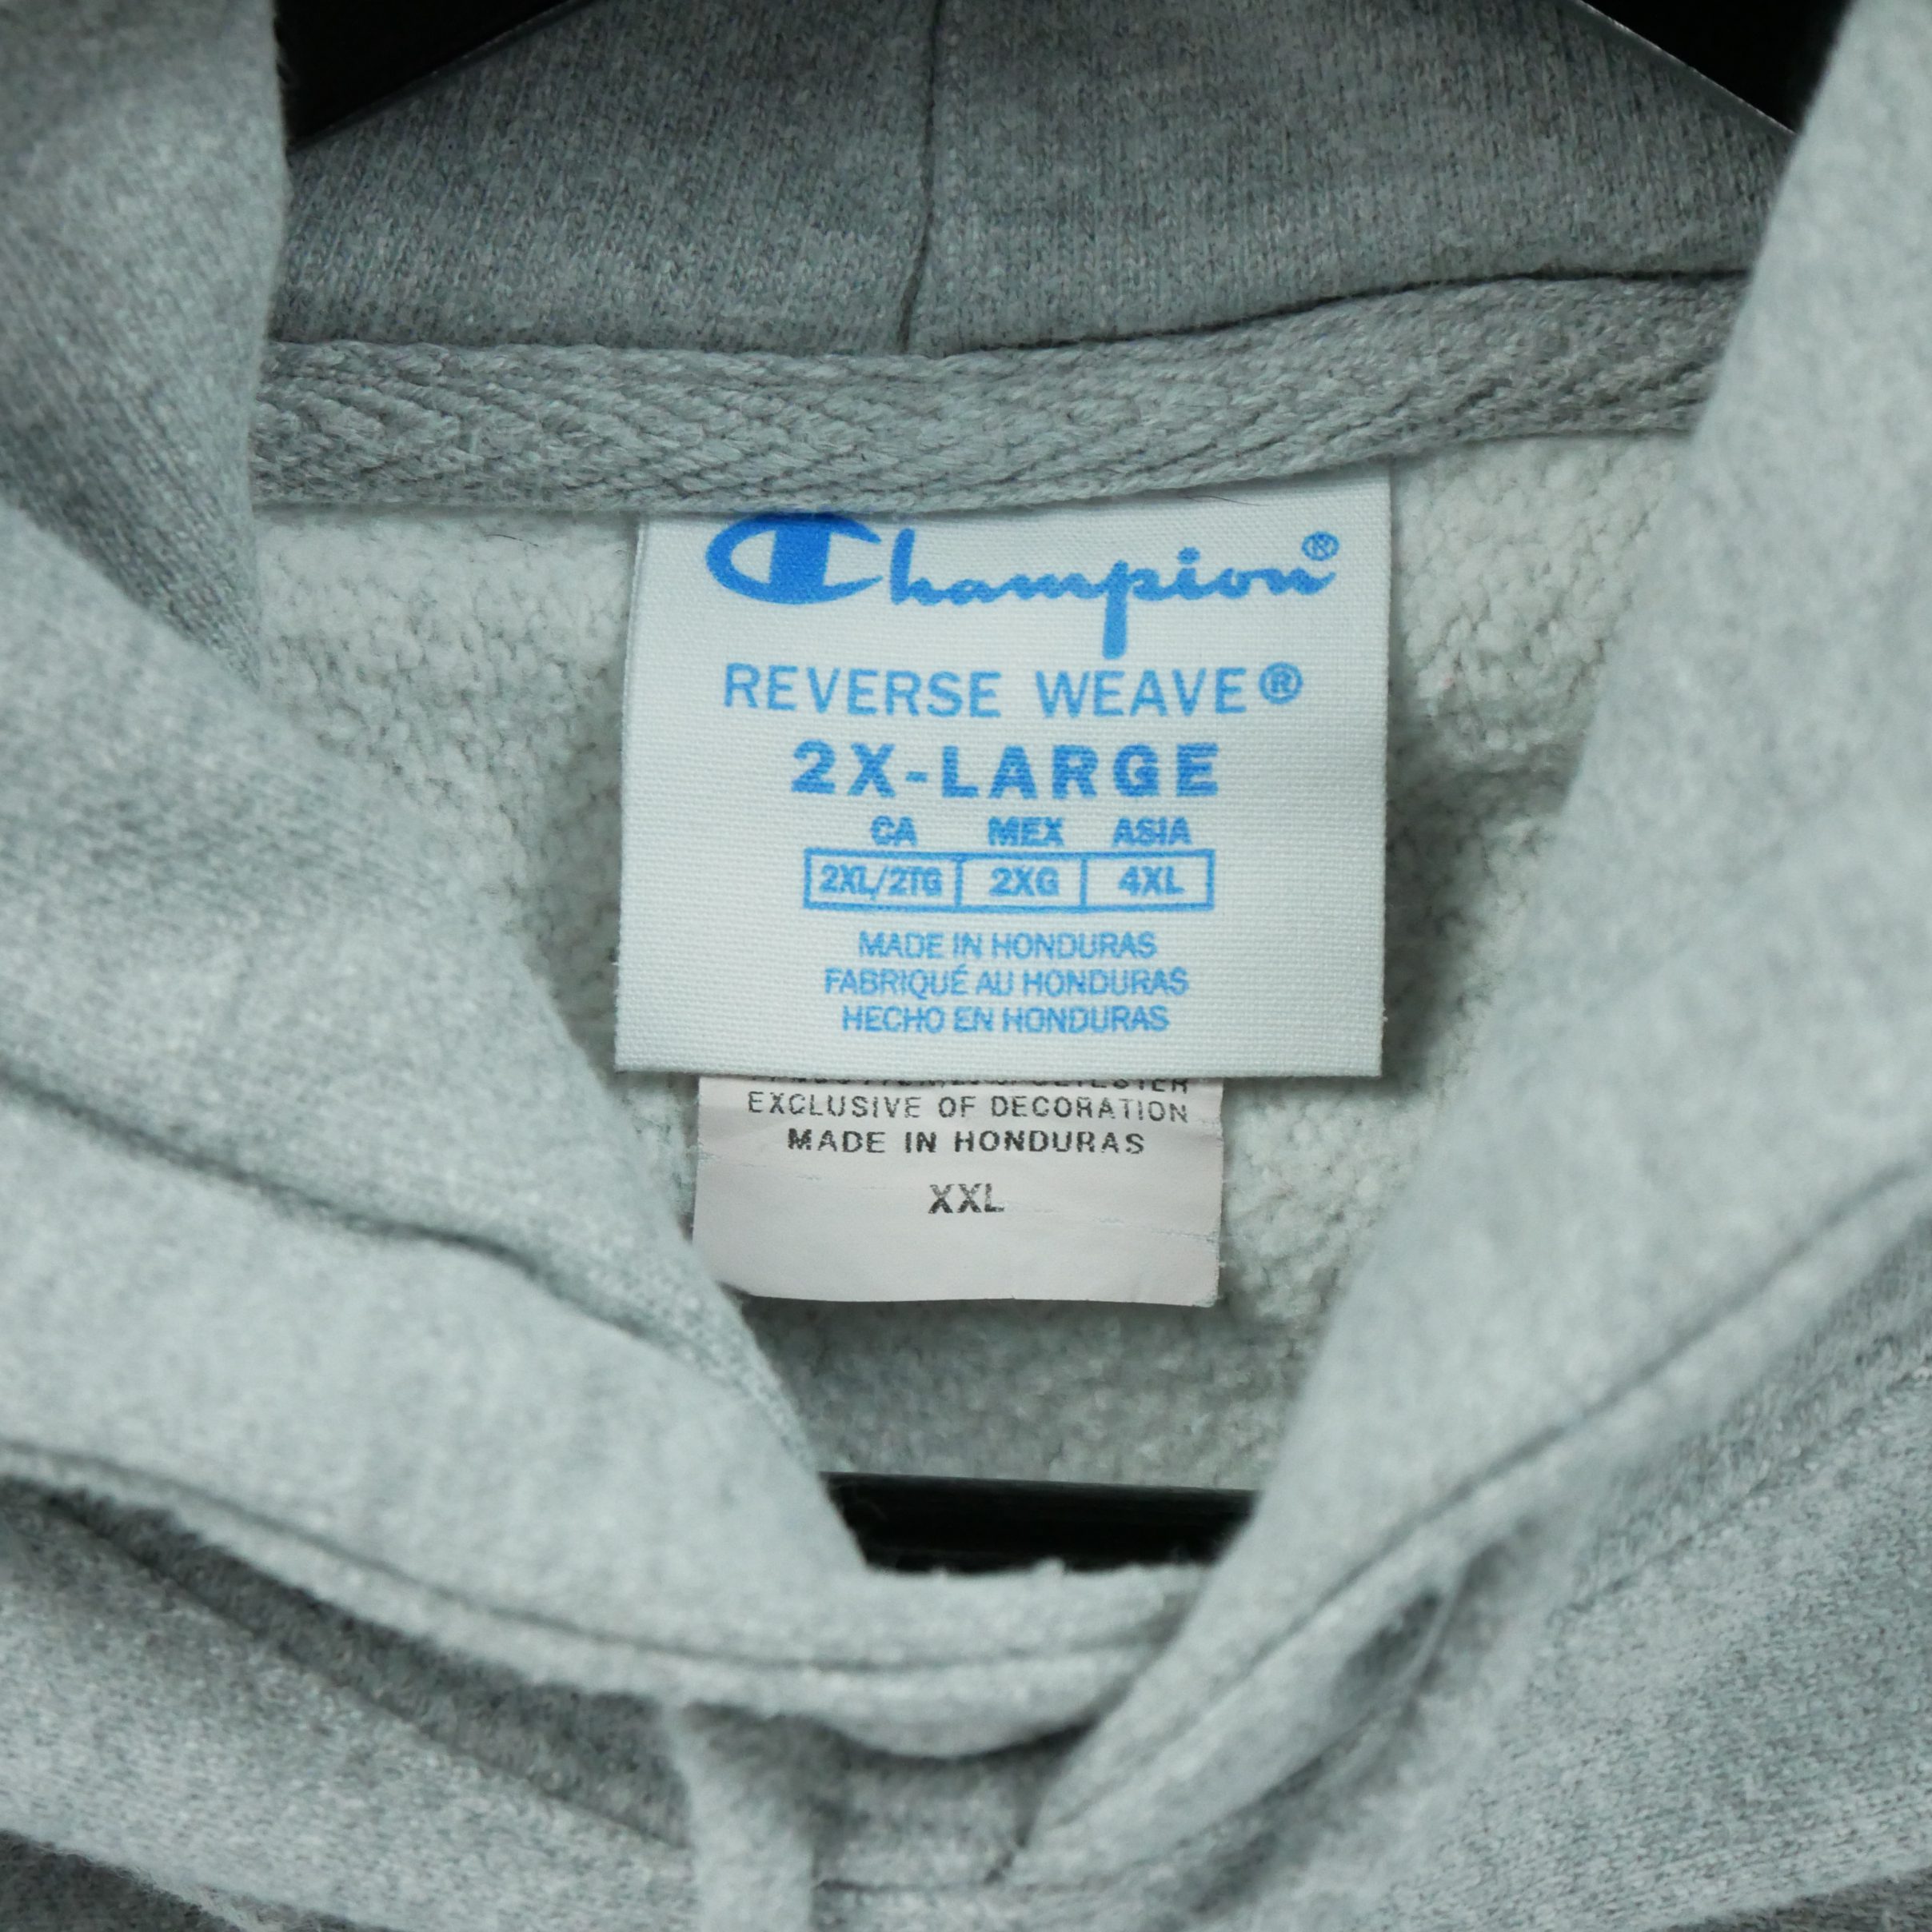 Champion®
REVERSE WEAVE®
2X-LARGE
CA MEX ASIA
2XL/2TG 2XG 4XL
MADE IN HONDURAS
FABRIQUÉ AU HONDURAS
HECHO EN HONDURAS
POLYESTER
EXCLUSIVE OF DECORATION
MADE IN HONDURAS
XXL